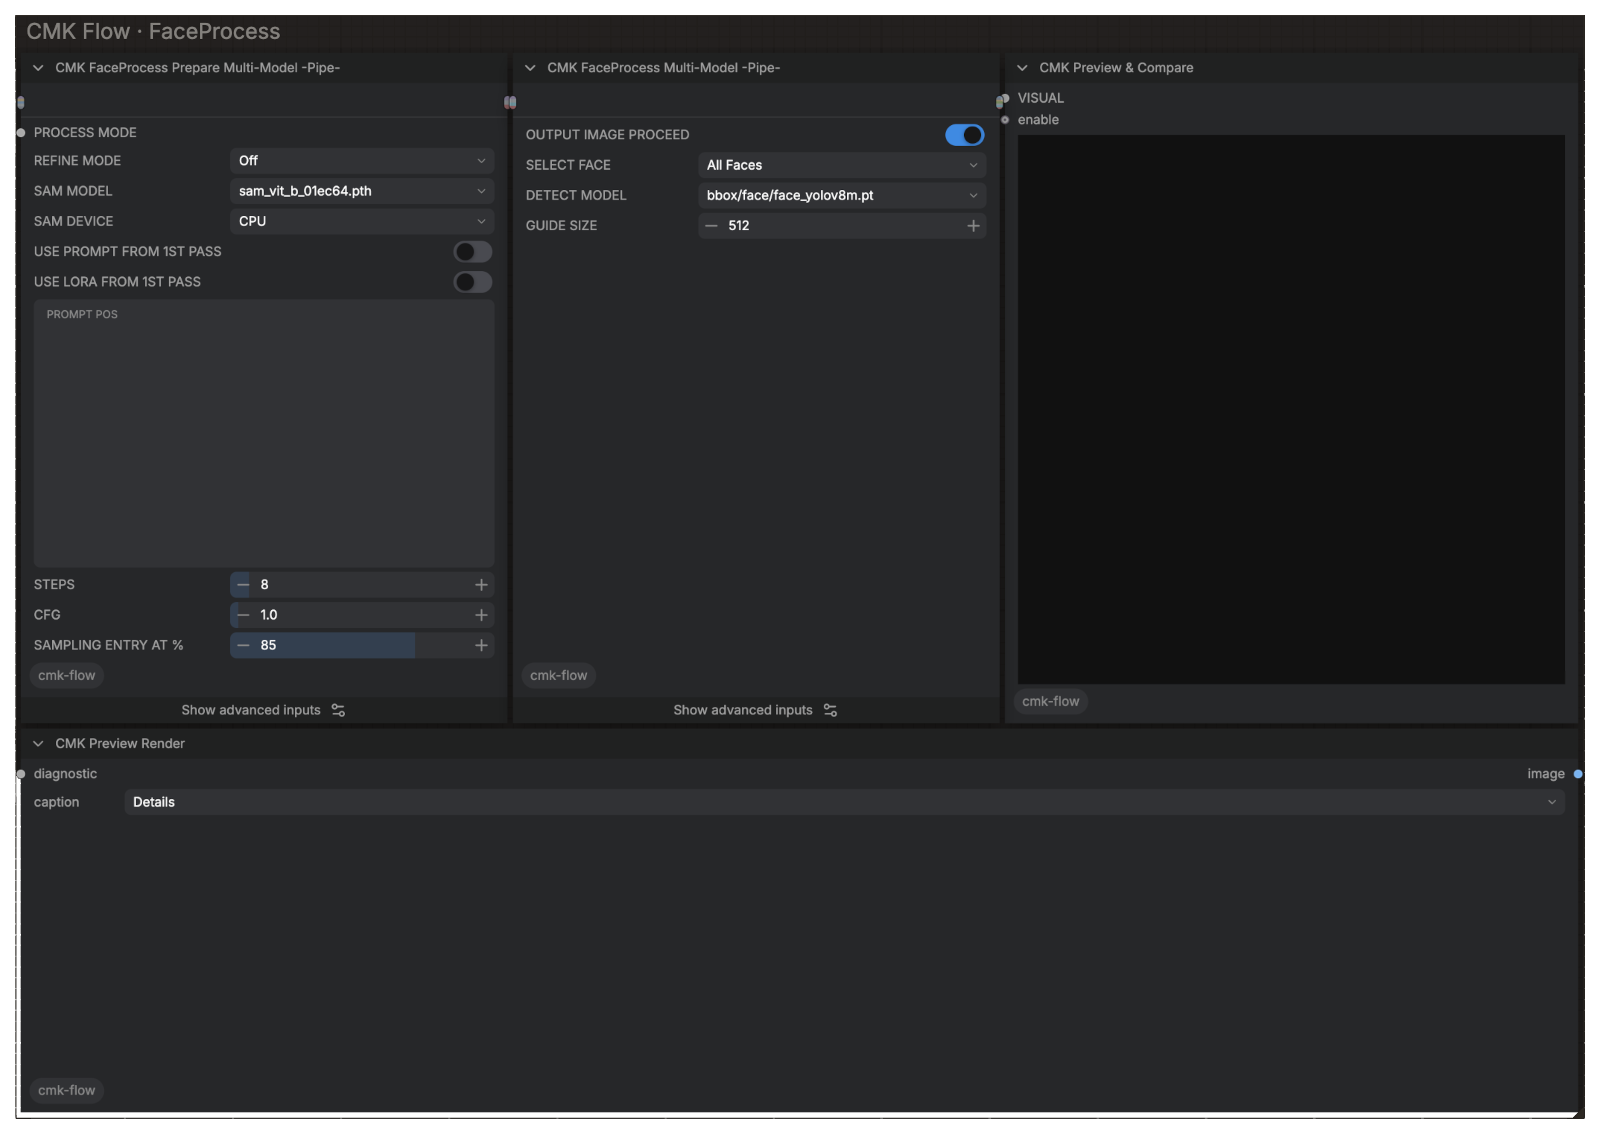 CMK Flow · FaceProcess
CMK FaceProcess Prepare Multi-Model -Pipe-
PROCESS MODE
REFINE MODE Off
SAM MODEL sam_vit_b_01ec64.pth
SAM DEVICE CPU
USE PROMPT FROM 1ST PASS
USE LORA FROM 1ST PASS
PROMPT POS
STEPS 8
CFG 1.0
SAMPLING ENTRY AT % 85
cmk-flow
Show advanced inputs
CMK FaceProcess Multi-Model -Pipe-
OUTPUT IMAGE PROCEED
SELECT FACE All Faces
DETECT MODEL bbox/face/face_yolov8m.pt
GUIDE SIZE 512
cmk-flow
Show advanced inputs
CMK Preview & Compare
VISUAL
enable
cmk-flow
CMK Preview Render
diagnostic image
caption Details
cmk-flow